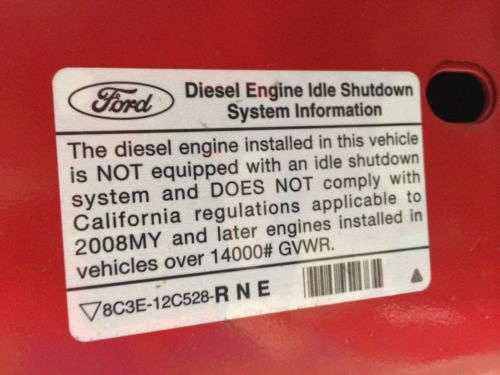 Ford
Diesel Engine Idle Shutdown
System Information
The diesel engine installed in this vehicle
is NOT equipped with an idle shutdown
system and DOES NOT comply with
California regulations applicable to
2008MY and later engines installed in
vehicles over 14000# GVWR.
8C3E-12C528-RNE